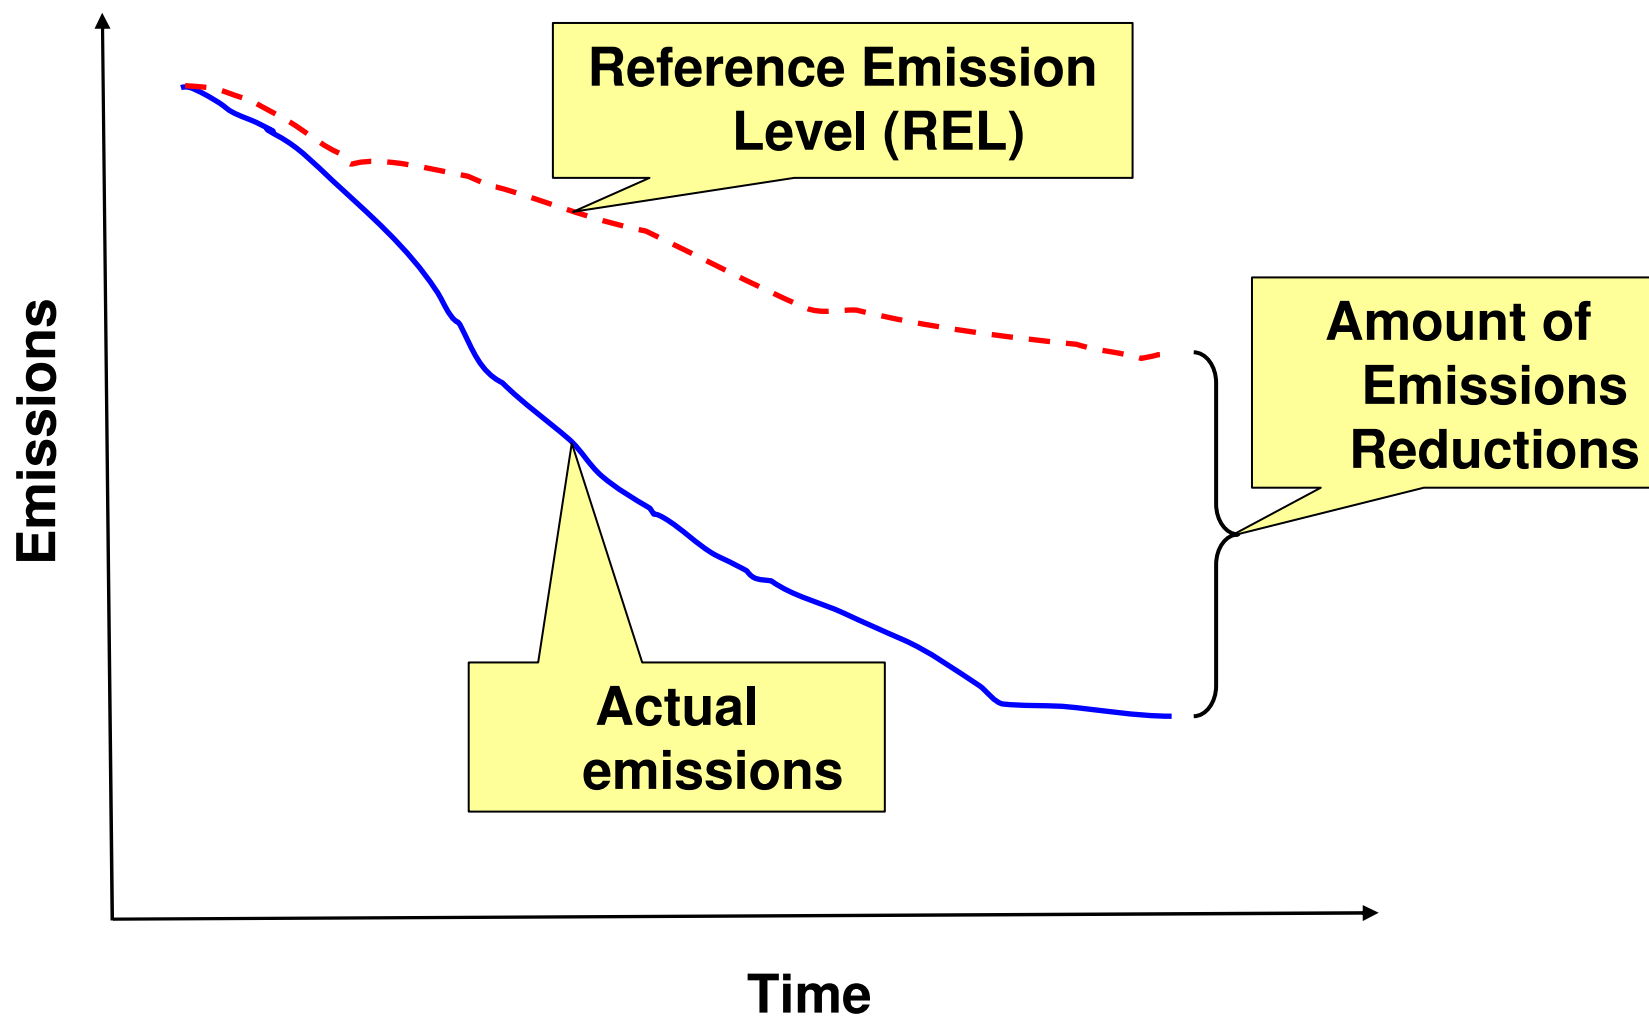 Reference Emission
Level (REL)
Emissions
Amount of
Emissions
Reductions
Actual
emissions
Time